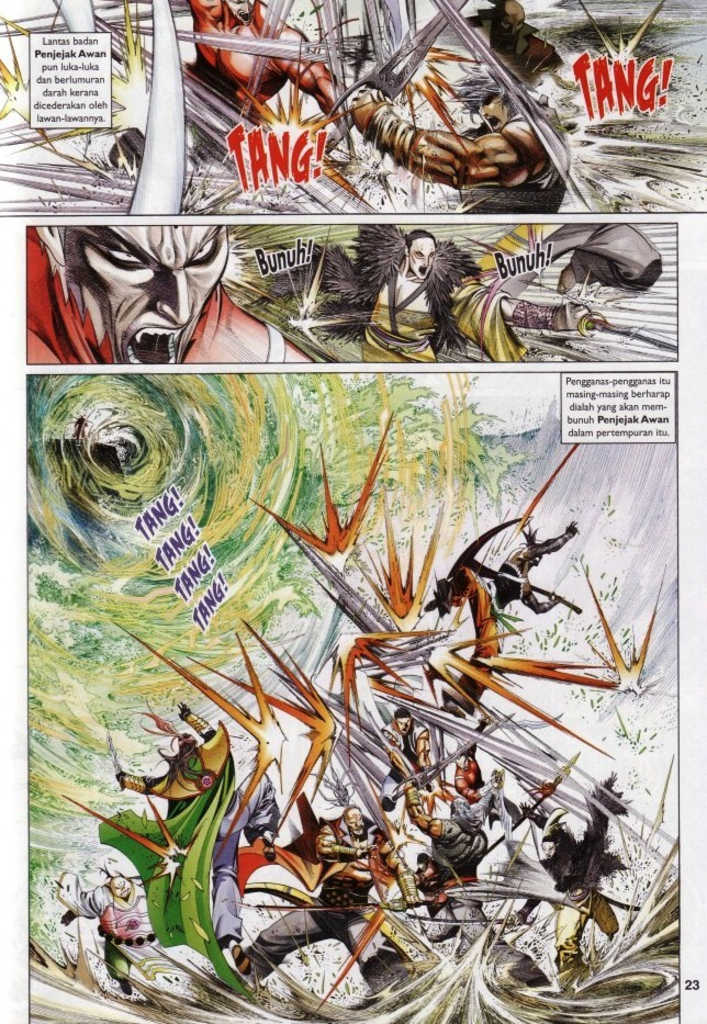 Lantas badan
Penjejak Awan
pun luka-luka
dan berlumuran
darah kerana
dicederakan oleh
lawan-lawannya.
TANG!
TANG!
Bunuh!
Bunuh!
Pengganas-pengganas itu
masing-masing berharap
dialah yang akan mem-
bunuh Penjejak Awan
dalam pertempuran itu.
TANG!
TANG!
TANG!
TANG!
23